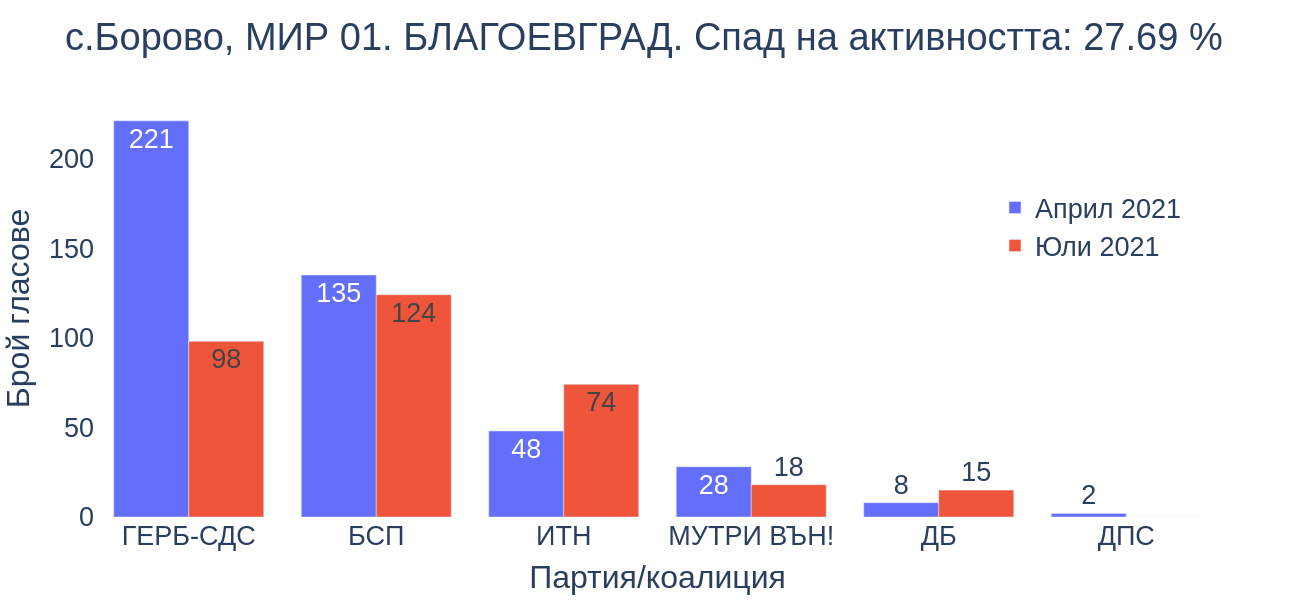 с.Борово, МИР 01. БЛАГОЕВГРАД. Спад на активността: 27.69 %
Брой гласове
200
150
100
50
0
221
98
135
124
48
74
28
18
8
15
2
Април 2021
Юли 2021
ГЕРБ-СДС
БСП
ИТН
МУТРИ ВЪН!
ДБ
ДПС
Партия/коалиция